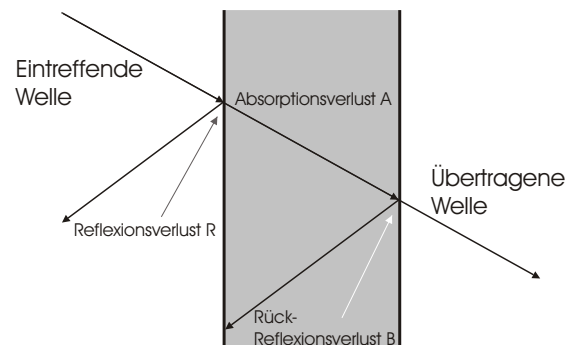 Eintreffende
Welle
Absorptionsverlust A
Übertragene
Welle
Reflexionsverlust R
Rück-
Reflexionsverlust B